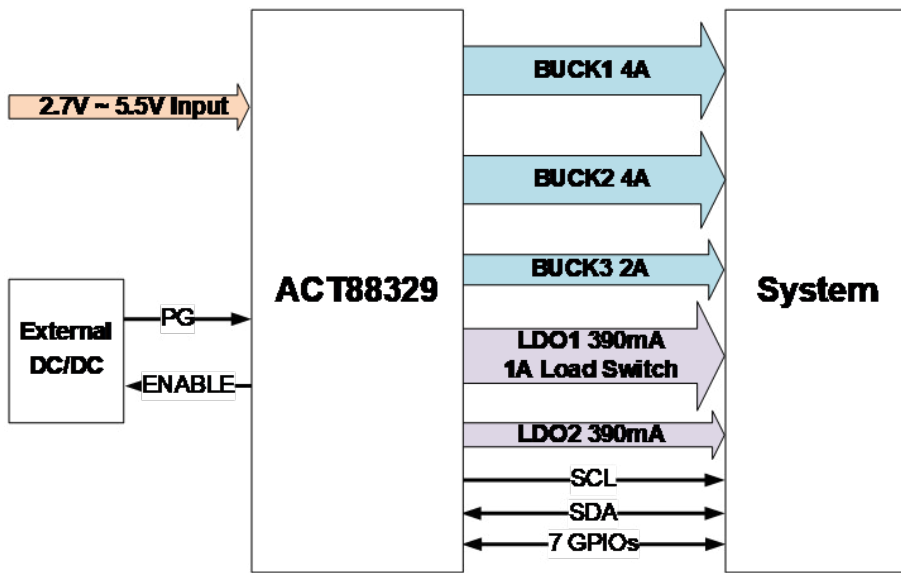 2.7V ~ 5.5V Input
External
DC/DC
PG
ENABLE
ACT88329
BUCK1 4A
BUCK2 4A
BUCK3 2A
LDO1 390mA
1A Load Switch
LDO2 390mA
SCL
SDA
7 GPIOs
System